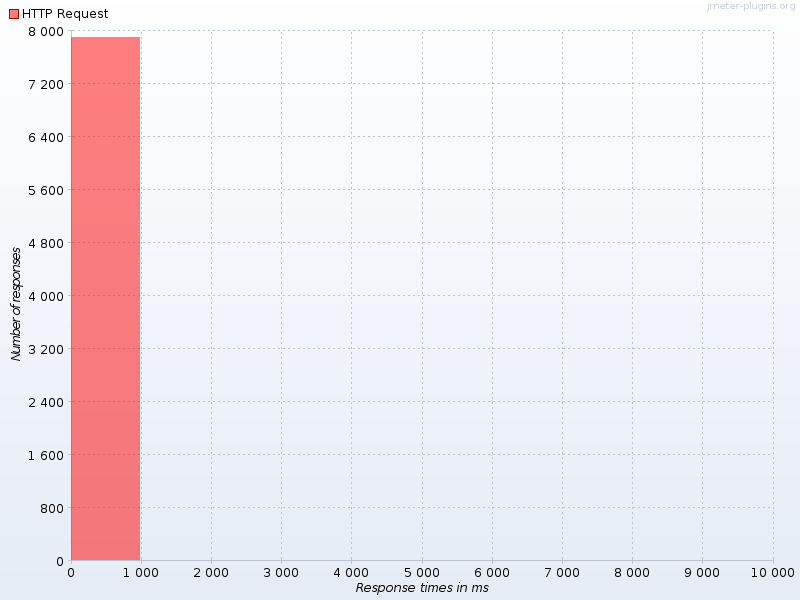 HTTP Request
jmeter-plugins.org
8 000
7 200
6 400
5 600
4 800
4 000
3 200
2 400
1 600
800
0
Number of responses
0 1 000 2 000 3 000 4 000 5 000 6 000 7 000 8 000 9 000 10 000
Response times in ms